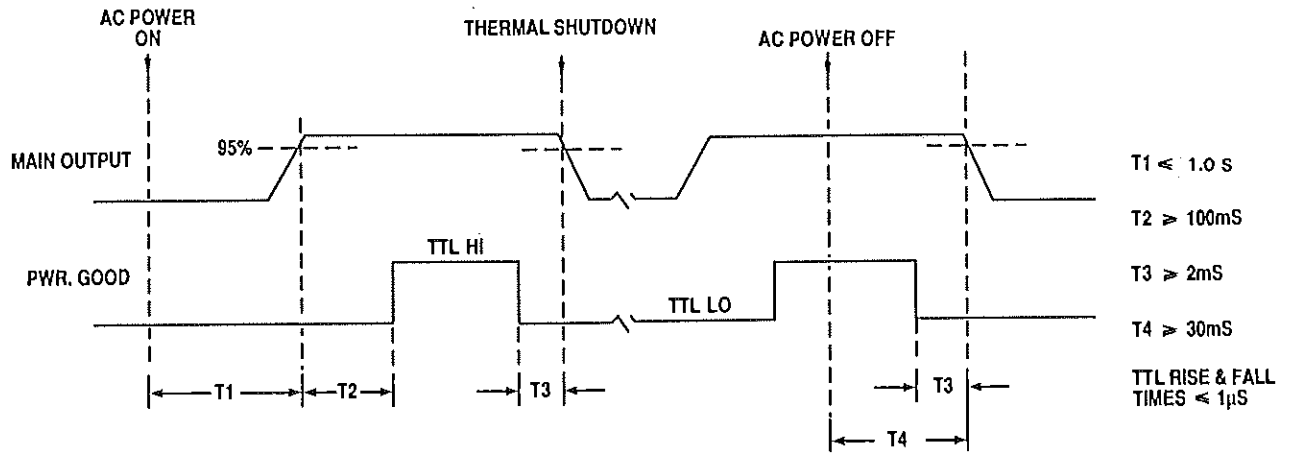 AC POWER
ON
THERMAL SHUTDOWN
AC POWER OFF
MAIN OUTPUT
95%
T1 ⩽ 1.0 s
T2 ⩾ 100mS
TTL HI
PWR. GOOD
T3 ⩾ 2mS
TTL LO
T4 ⩾ 30mS
T1
T2
T3
T3
TTL RISE & FALL
TIMES ⩽ 1µS
T4